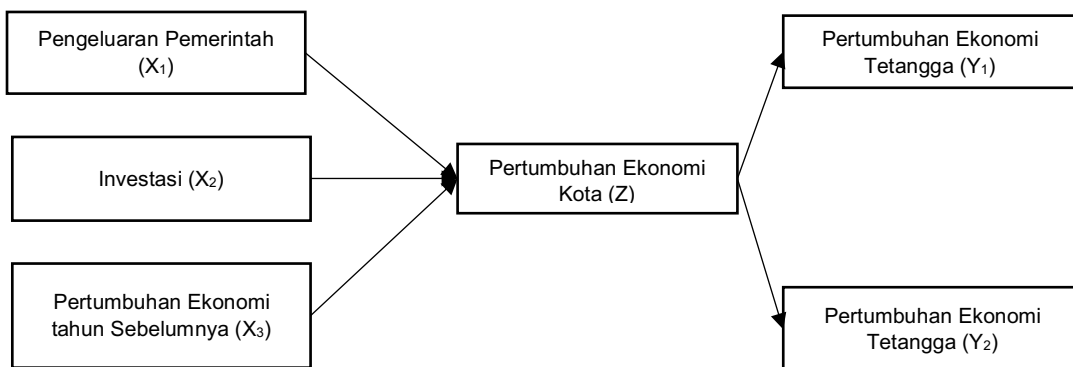 Pengeluaran Pemerintah
(X₁)
Investasi (X₂)
Pertumbuhan Ekonomi
tahun Sebelumnya (X₃)
Pertumbuhan Ekonomi
Kota (Z)
Pertumbuhan Ekonomi
Tetangga (Y₁)
Pertumbuhan Ekonomi
Tetangga (Y₂)